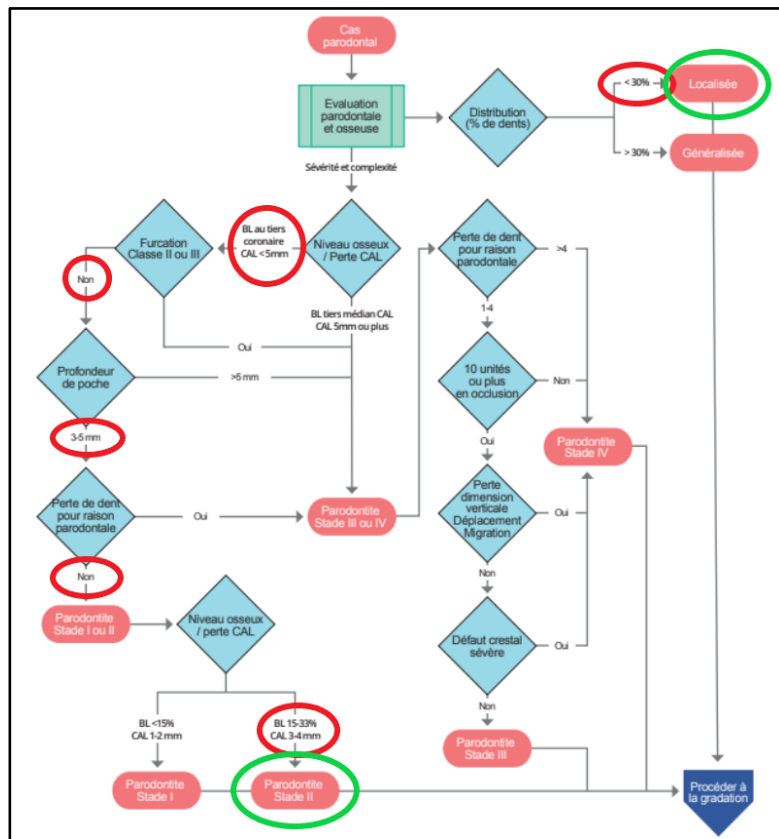 Cas
parodontal
Evaluation
parodontale
et osseuse
Distribution
(% de dents)
<30%
Localisée
>30%
Généralisée
Sévérité et complexité
Furcation
Classe II ou III
BL au tiers
coronaire
CAL <5mm
Niveau osseux
/ Perte CAL
Perte de dent
pour raison
parodontale
>4
Non
BL tiers médian CAL
CAL 5mm ou plus
1-4
Oui
Profondeur
de poche
>5 mm
10 unités
ou plus
en occlusion
Non
3-5 mm
Oui
Parodontite
Stade IV
Perte de dent
pour raison
parodontale
Oui
Parodontite
Stade III ou IV
Perte
dimension
verticale
Déplacement
Migration
Oui
Non
Non
Parodontite
Stade I ou II
Niveau osseux
/ perte CAL
Défaut crestal
sévère
Oui
Non
BL <15%
CAL 1-2 mm
BL 15-33%
CAL 3-4 mm
Parodontite
Stade III
Parodontite
Stade I
Parodontite
Stade II
Procéder à
la gradation